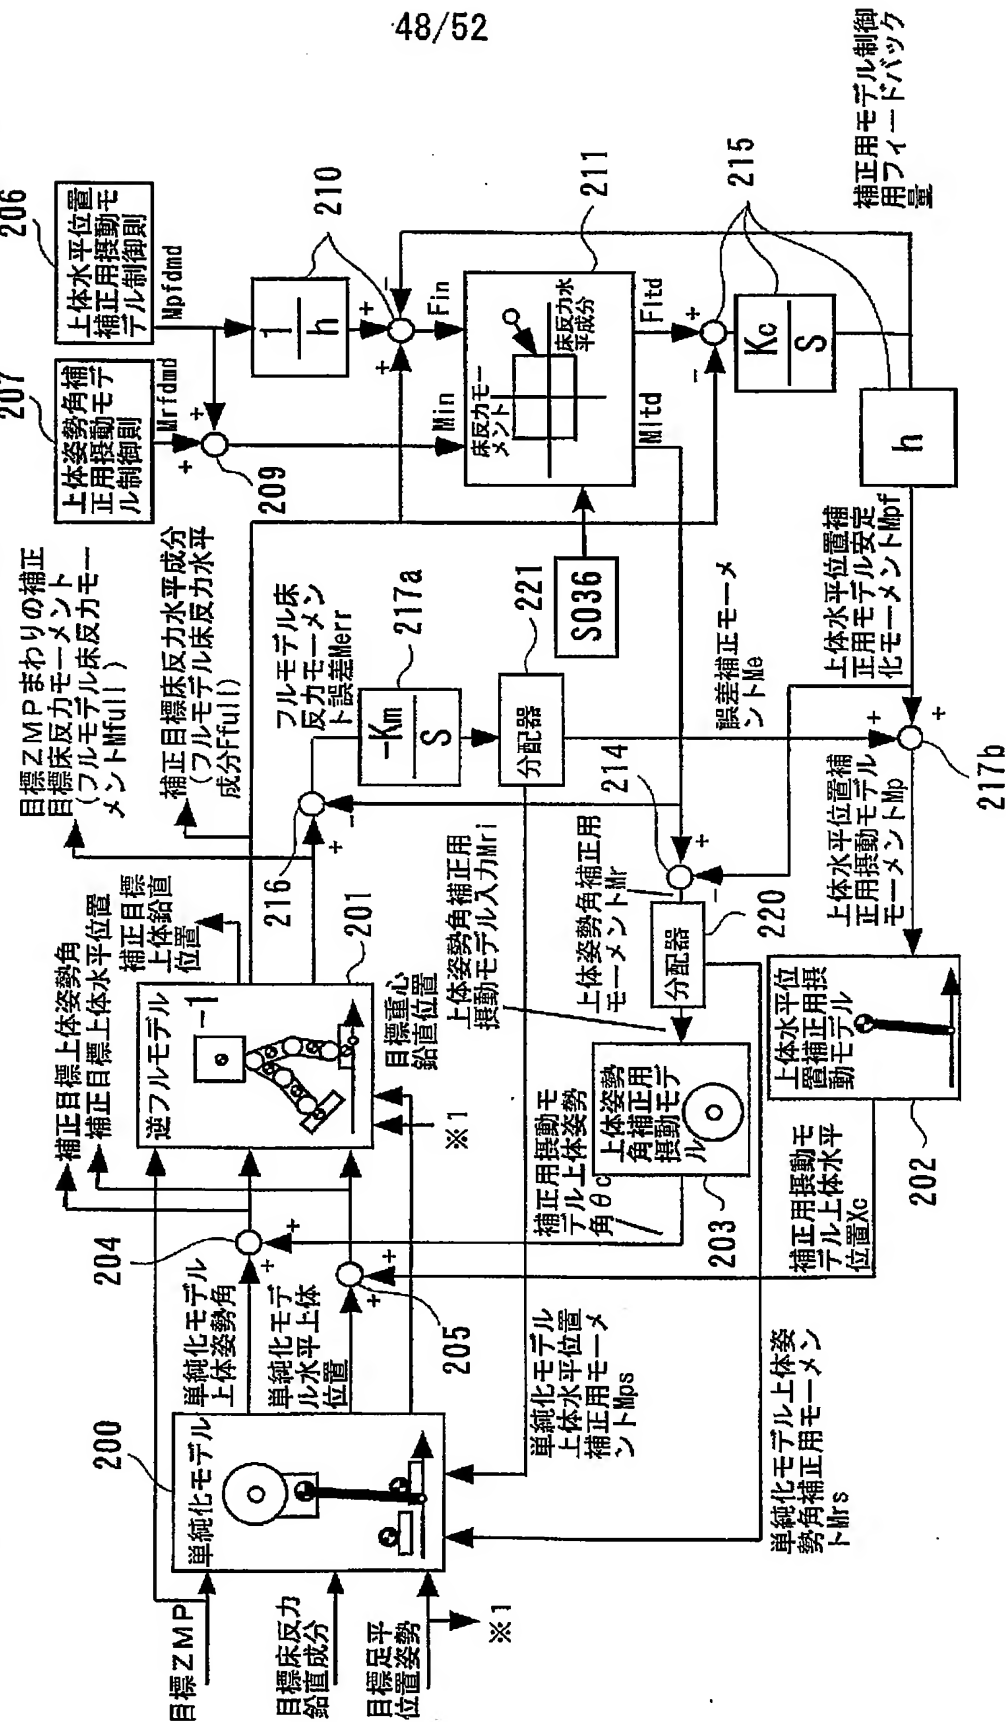 48/52
206
上体水平位置
補正用摂動モ
デル制御則
Mpfdmd
207
上体姿勢角補
正用摂動モデ
ル制御則
Mrfdmd
+
+
209
1
h
210
+
+
-
Fin
Min
床反力モー
メント
床反力水
平成分
211
Fltd
Mltd
+
-
Kc
S
215
補正用モデル制御
用フィードバック
量
h
S036
目標ZMPまわりの補正
目標床反力モーメント
(フルモデル床反力モー
メントMfull)
補正目標床反力水平成分
(フルモデル床反力水平
成分Ffull)
フルモデル床
反力モーメン
ト誤差Merr
-Km
S
217a
分配器
221
216
+
-
誤差補正モーメ
ントMe
上体水平位置補
正用モデル安定
化モーメントMpf
+
+
217b
214
+
-
上体姿勢角補正用
モーメントMr
分配器
220
上体姿勢角補正用
摂動モデル入力Mri
上体水平位置補
正用摂動モデル
モーメントMp
補正目標上体姿勢角
補正目標上体水平位置
補正目標
上体鉛直
位置
逆フルモデル
-1
201
目標重心
鉛直位置
※1
上体姿勢
角補正用
摂動モデ
ル
203
上体水平位
置補正用摂
動モデル
202
補正用摂動モ
デル上体姿勢
角θc
補正用摂動モ
デル上体水平
位置Xc
204
+
+
205
+
+
単純化モデル
上体姿勢角
単純化モデ
ル水平上体
位置
200
単純化モデル
単純化モデル
上体水平位置
補正用モーメ
ントMps
単純化モデル上体姿
勢角補正用モーメン
トMrs
目標ZMP
目標床反力
鉛直成分
目標足平
位置姿勢
※1